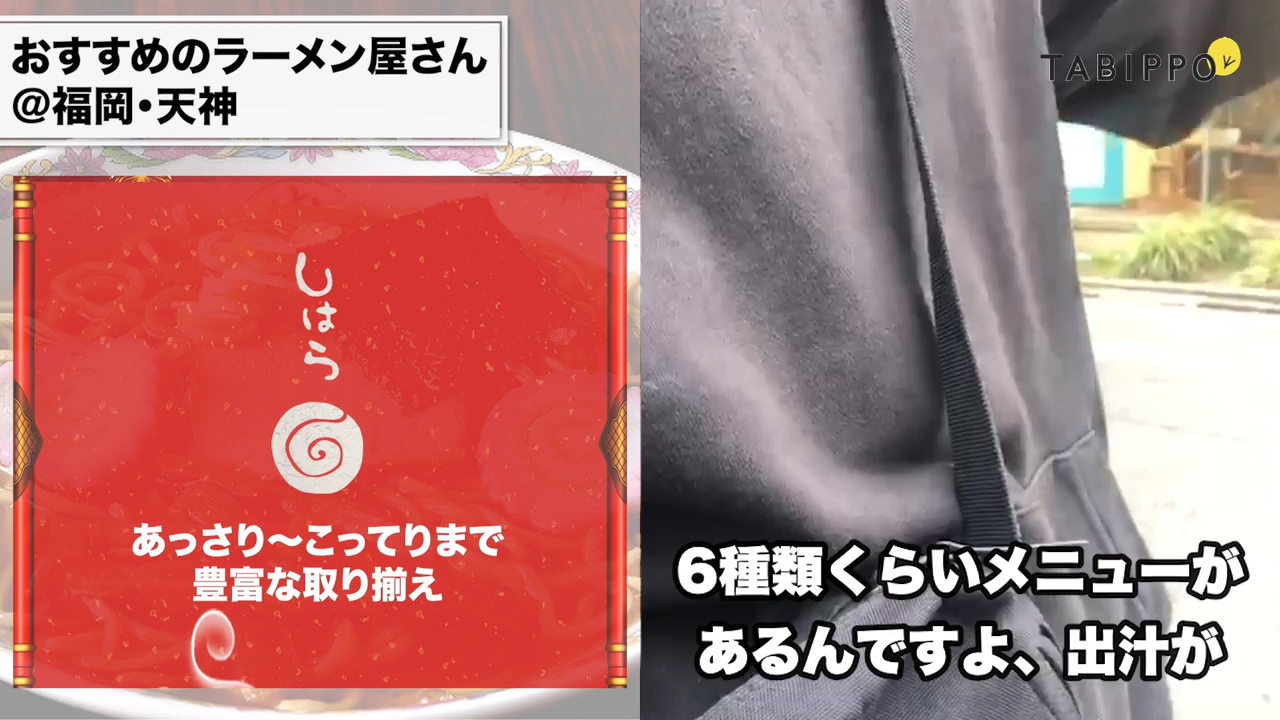 おすすめのラーメン屋さん
@福岡・天神
しはら
あっさり〜こってりまで
豊富な取り揃え
TABIPPO
6種類くらいメニューが
あるんですよ、出汁が